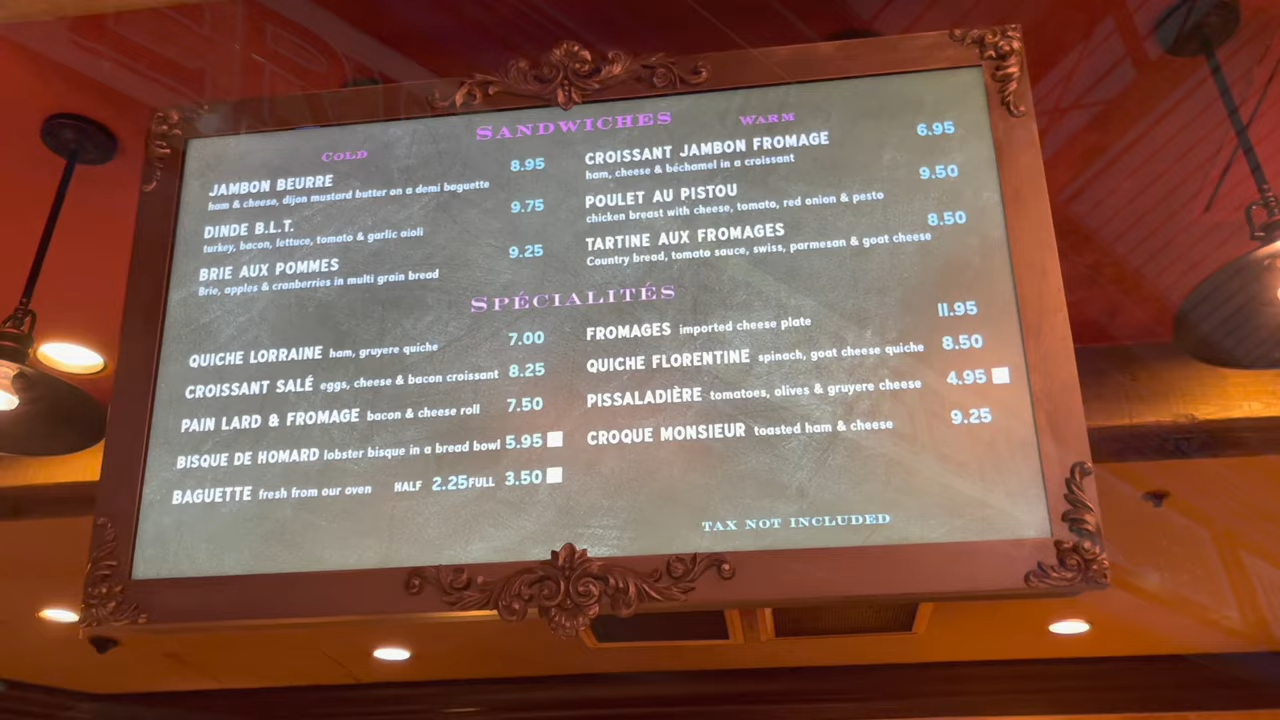 SANDWICHES
COLD
JAMBON BEURRE 8.95
ham & cheese, dijon mustard butter on a demi baguette
DINDE B.L.T. 9.75
turkey, bacon, lettuce, tomato & garlic aioli
BRIE AUX POMMES 9.25
Brie, apples & cranberries in multi grain bread
WARM
CROISSANT JAMBON FROMAGE 6.95
ham, cheese & béchamel in a croissant
POULET AU PISTOU 9.50
chicken breast with cheese, tomato, red onion & pesto
TARTINE AUX FROMAGES 8.50
Country bread, tomato sauce, swiss, parmesan & goat cheese
SPÉCIALITÉS
QUICHE LORRAINE ham, gruyere quiche 7.00
CROISSANT SALÉ eggs, cheese & bacon croissant 8.25
PAIN LARD & FROMAGE bacon & cheese roll 7.50
BISQUE DE HOMARD lobster bisque in a bread bowl 5.95
BAGUETTE fresh from our oven HALF 2.25 FULL 3.50
FROMAGES imported cheese plate 11.95
QUICHE FLORENTINE spinach, goat cheese quiche 8.50
PISSALADIÈRE tomatoes, olives & gruyere cheese 4.95
CROQUE MONSIEUR toasted ham & cheese 9.25
TAX NOT INCLUDED